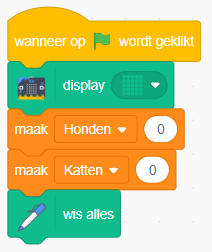 wanneer op wordt geklikt
display
maak Honden 0
maak Katten 0
wis alles